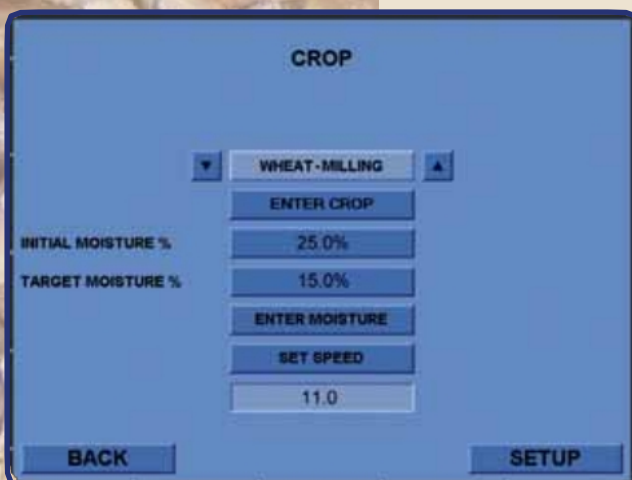 CROP
▼ WHEAT-MILLING ▲
ENTER CROP
INITIAL MOISTURE % 25.0%
TARGET MOISTURE % 15.0%
ENTER MOISTURE
SET SPEED
11.0
BACK SETUP